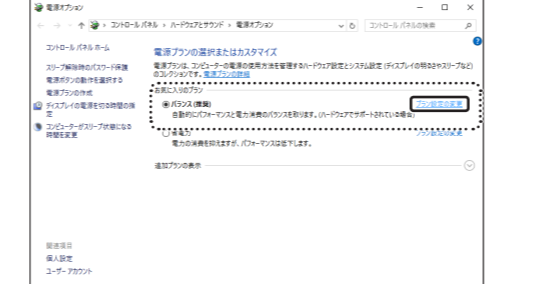 電源オプション
コントロール パネル › ハードウェアとサウンド › 電源オプション
コントロール パネルの検索
コントロール パネル ホーム
スリープ解除時のパスワード保護
電源ボタンの動作を選択する
電源プランの作成
ディスプレイの電源を切る時間の指定
コンピューターがスリープ状態になる時間を変更
電源プランの選択またはカスタマイズ
電源プランは、コンピューターの電源の使用方法を管理するハードウェア設定とシステム設定 (ディスプレイの明るさやスリープなど)
のコレクションです。電源プランの詳細
お気に入りのプラン
バランス (推奨) プラン設定の変更
自動的にパフォーマンスと電力消費のバランスを取ります。(ハードウェアでサポートされている場合)
省電力 プラン設定の変更
電力の消費を抑えますが、パフォーマンスは低下します。
追加プランの表示
関連項目
個人設定
ユーザー アカウント